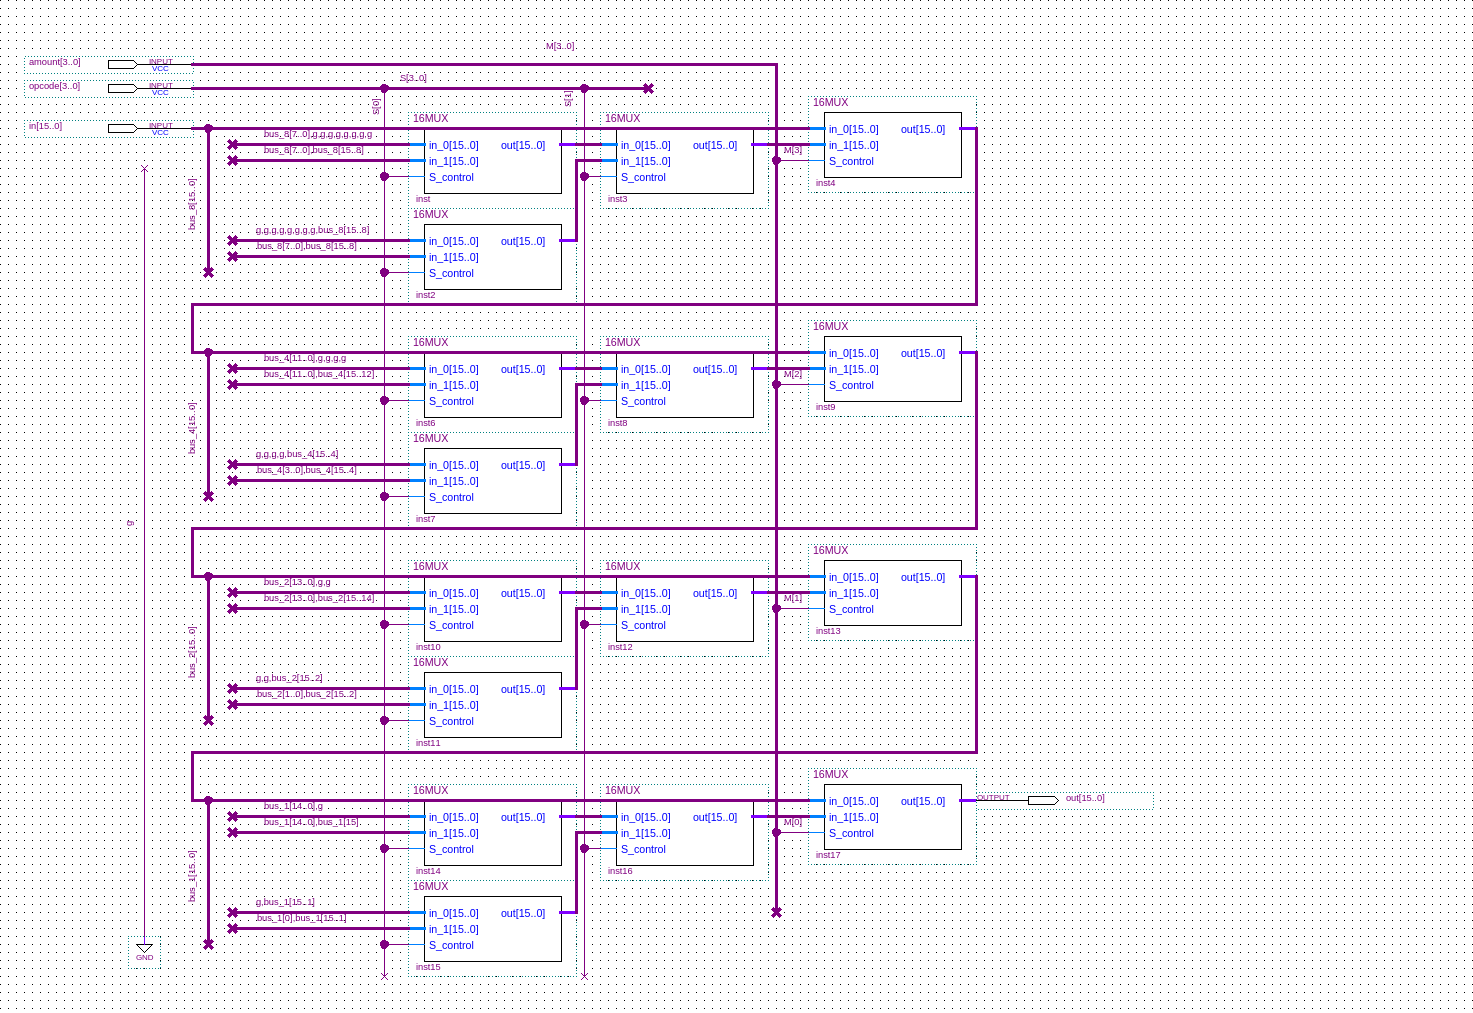 M[3..0]
amount[3..0] INPUT VCC
S[3..0]
opcode[3..0] INPUT VCC
S[0] S[1]
in[15..0] INPUT VCC
16MUX 16MUX 16MUX
bus_8[7..0],g,g,g,g,g,g,g,g in_0[15..0] out[15..0] in_0[15..0] out[15..0] in_0[15..0] out[15..0]
bus_8[7..0],bus_8[15..8] in_1[15..0] in_1[15..0] M[3] in_1[15..0]
S_control S_control S_control
inst inst3 inst4
bus_8[15..0]
16MUX
g,g,g,g,g,g,g,g,bus_8[15..8] in_0[15..0] out[15..0]
bus_8[7..0],bus_8[15..8] in_1[15..0]
S_control
inst2
16MUX 16MUX 16MUX
bus_4[11..0],g,g,g,g in_0[15..0] out[15..0] in_0[15..0] out[15..0] in_0[15..0] out[15..0]
bus_4[11..0],bus_4[15..12] in_1[15..0] in_1[15..0] M[2] in_1[15..0]
S_control S_control S_control
inst6 inst8 inst9
bus_4[15..0]
16MUX
g,g,g,g,bus_4[15..4] in_0[15..0] out[15..0]
bus_4[3..0],bus_4[15..4] in_1[15..0]
S_control
inst7
g
16MUX 16MUX 16MUX
bus_2[13..0],g,g in_0[15..0] out[15..0] in_0[15..0] out[15..0] in_0[15..0] out[15..0]
bus_2[13..0],bus_2[15..14] in_1[15..0] in_1[15..0] M[1] in_1[15..0]
S_control S_control S_control
inst10 inst12 inst13
bus_2[15..0]
16MUX
g,g,bus_2[15..2] in_0[15..0] out[15..0]
bus_2[1..0],bus_2[15..2] in_1[15..0]
S_control
inst11
16MUX 16MUX 16MUX
bus_1[14..0],g in_0[15..0] out[15..0] in_0[15..0] out[15..0] in_0[15..0] out[15..0] OUTPUT out[15..0]
bus_1[14..0],bus_1[15] in_1[15..0] in_1[15..0] M[0] in_1[15..0]
S_control S_control S_control
inst14 inst16 inst17
bus_1[15..0]
16MUX
g,bus_1[15..1] in_0[15..0] out[15..0]
bus_1[0],bus_1[15..1] in_1[15..0]
S_control
GND
inst15